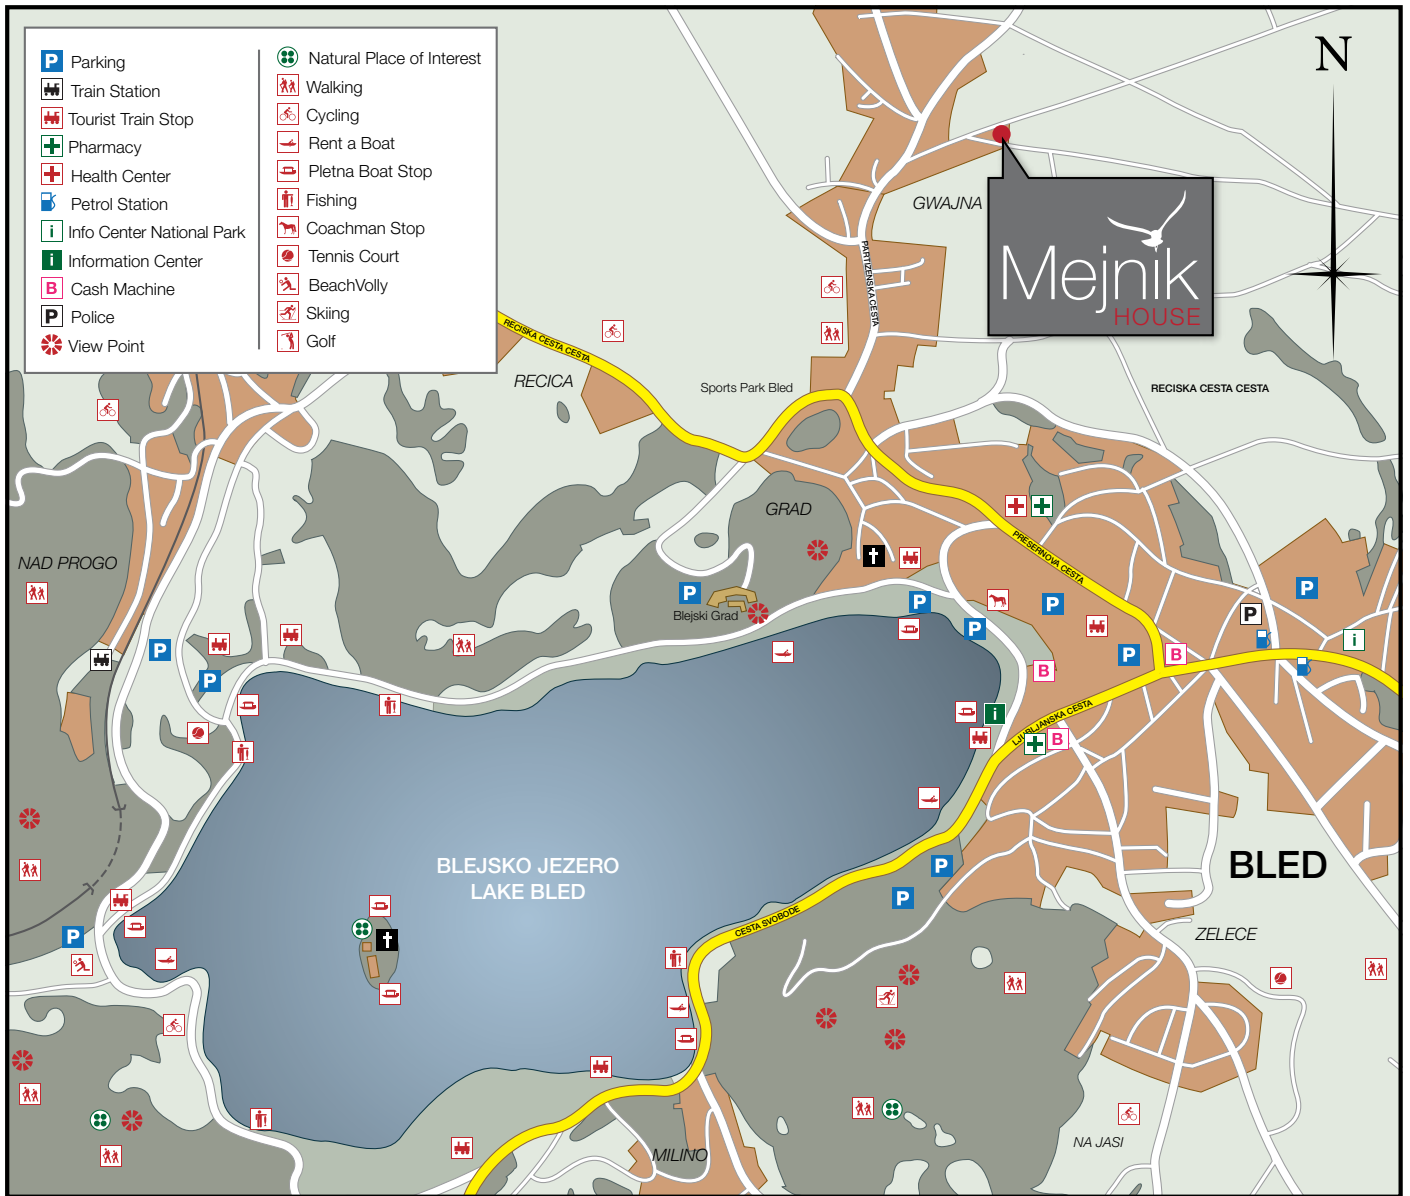 Parking
Train Station
Tourist Train Stop
Pharmacy
Health Center
Petrol Station
Info Center National Park
Information Center
Cash Machine
Police
View Point
Natural Place of Interest
Walking
Cycling
Rent a Boat
Pletna Boat Stop
Fishing
Coachman Stop
Tennis Court
BeachVolly
Skiing
Golf
N
GWAJNA
Mejnik
HOUSE
PARTIZENSKA CESTA
RECISKA CESTA CESTA
RECICA
Sports Park Bled
RECISKA CESTA CESTA
GRAD
NAD PROGO
PRESERNOVA CESTA
Blejski Grad
LJUBLJANSKA CESTA
BLEJSKO JEZERO
LAKE BLED
BLED
CESTA SVOBODE
ZELECE
NA JASI
MILINO